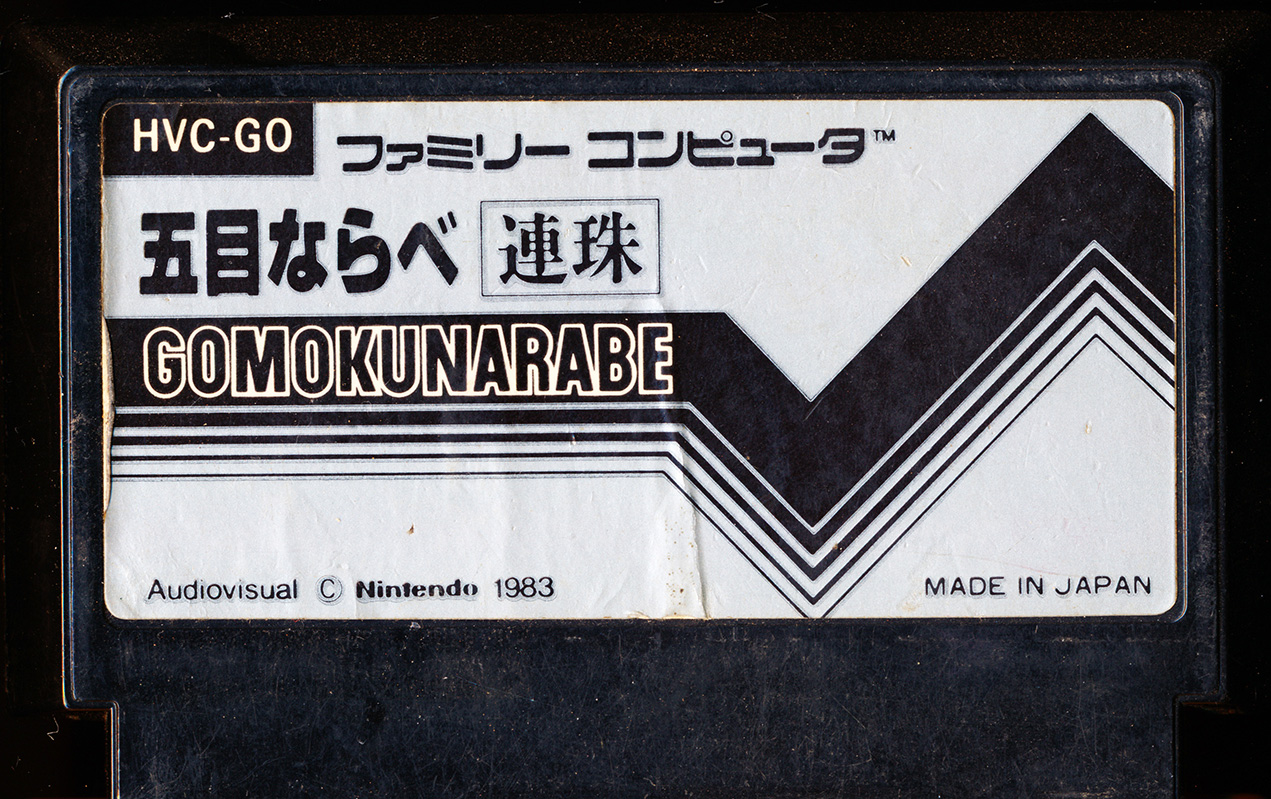 HVC-GO
ファミリー コンピュータ™
五目ならべ 連珠
GOMOKUNARABE
Audiovisual © Nintendo 1983
MADE IN JAPAN